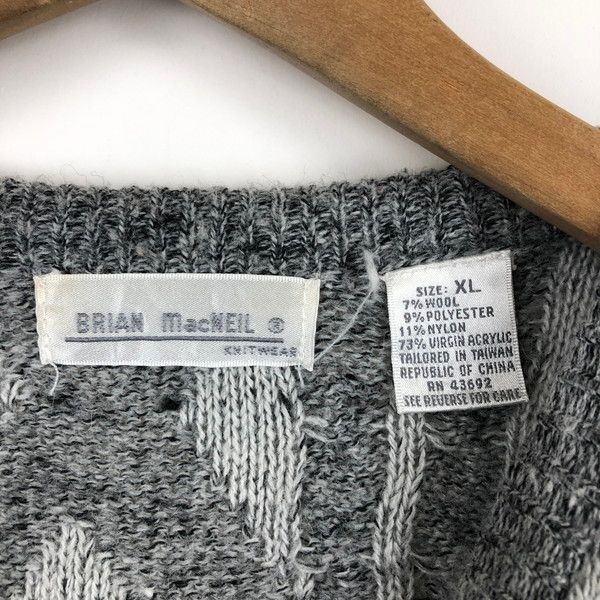 BRIAN MACNEIL ®
KNITWEAR
SIZE: XL
7% WOOL
9% POLYESTER
11% NYLON
73% VIRGIN ACRYLIC
TAILORED IN TAIWAN
REPUBLIC OF CHINA
RN 43692
SEE REVERSE FOR CARE